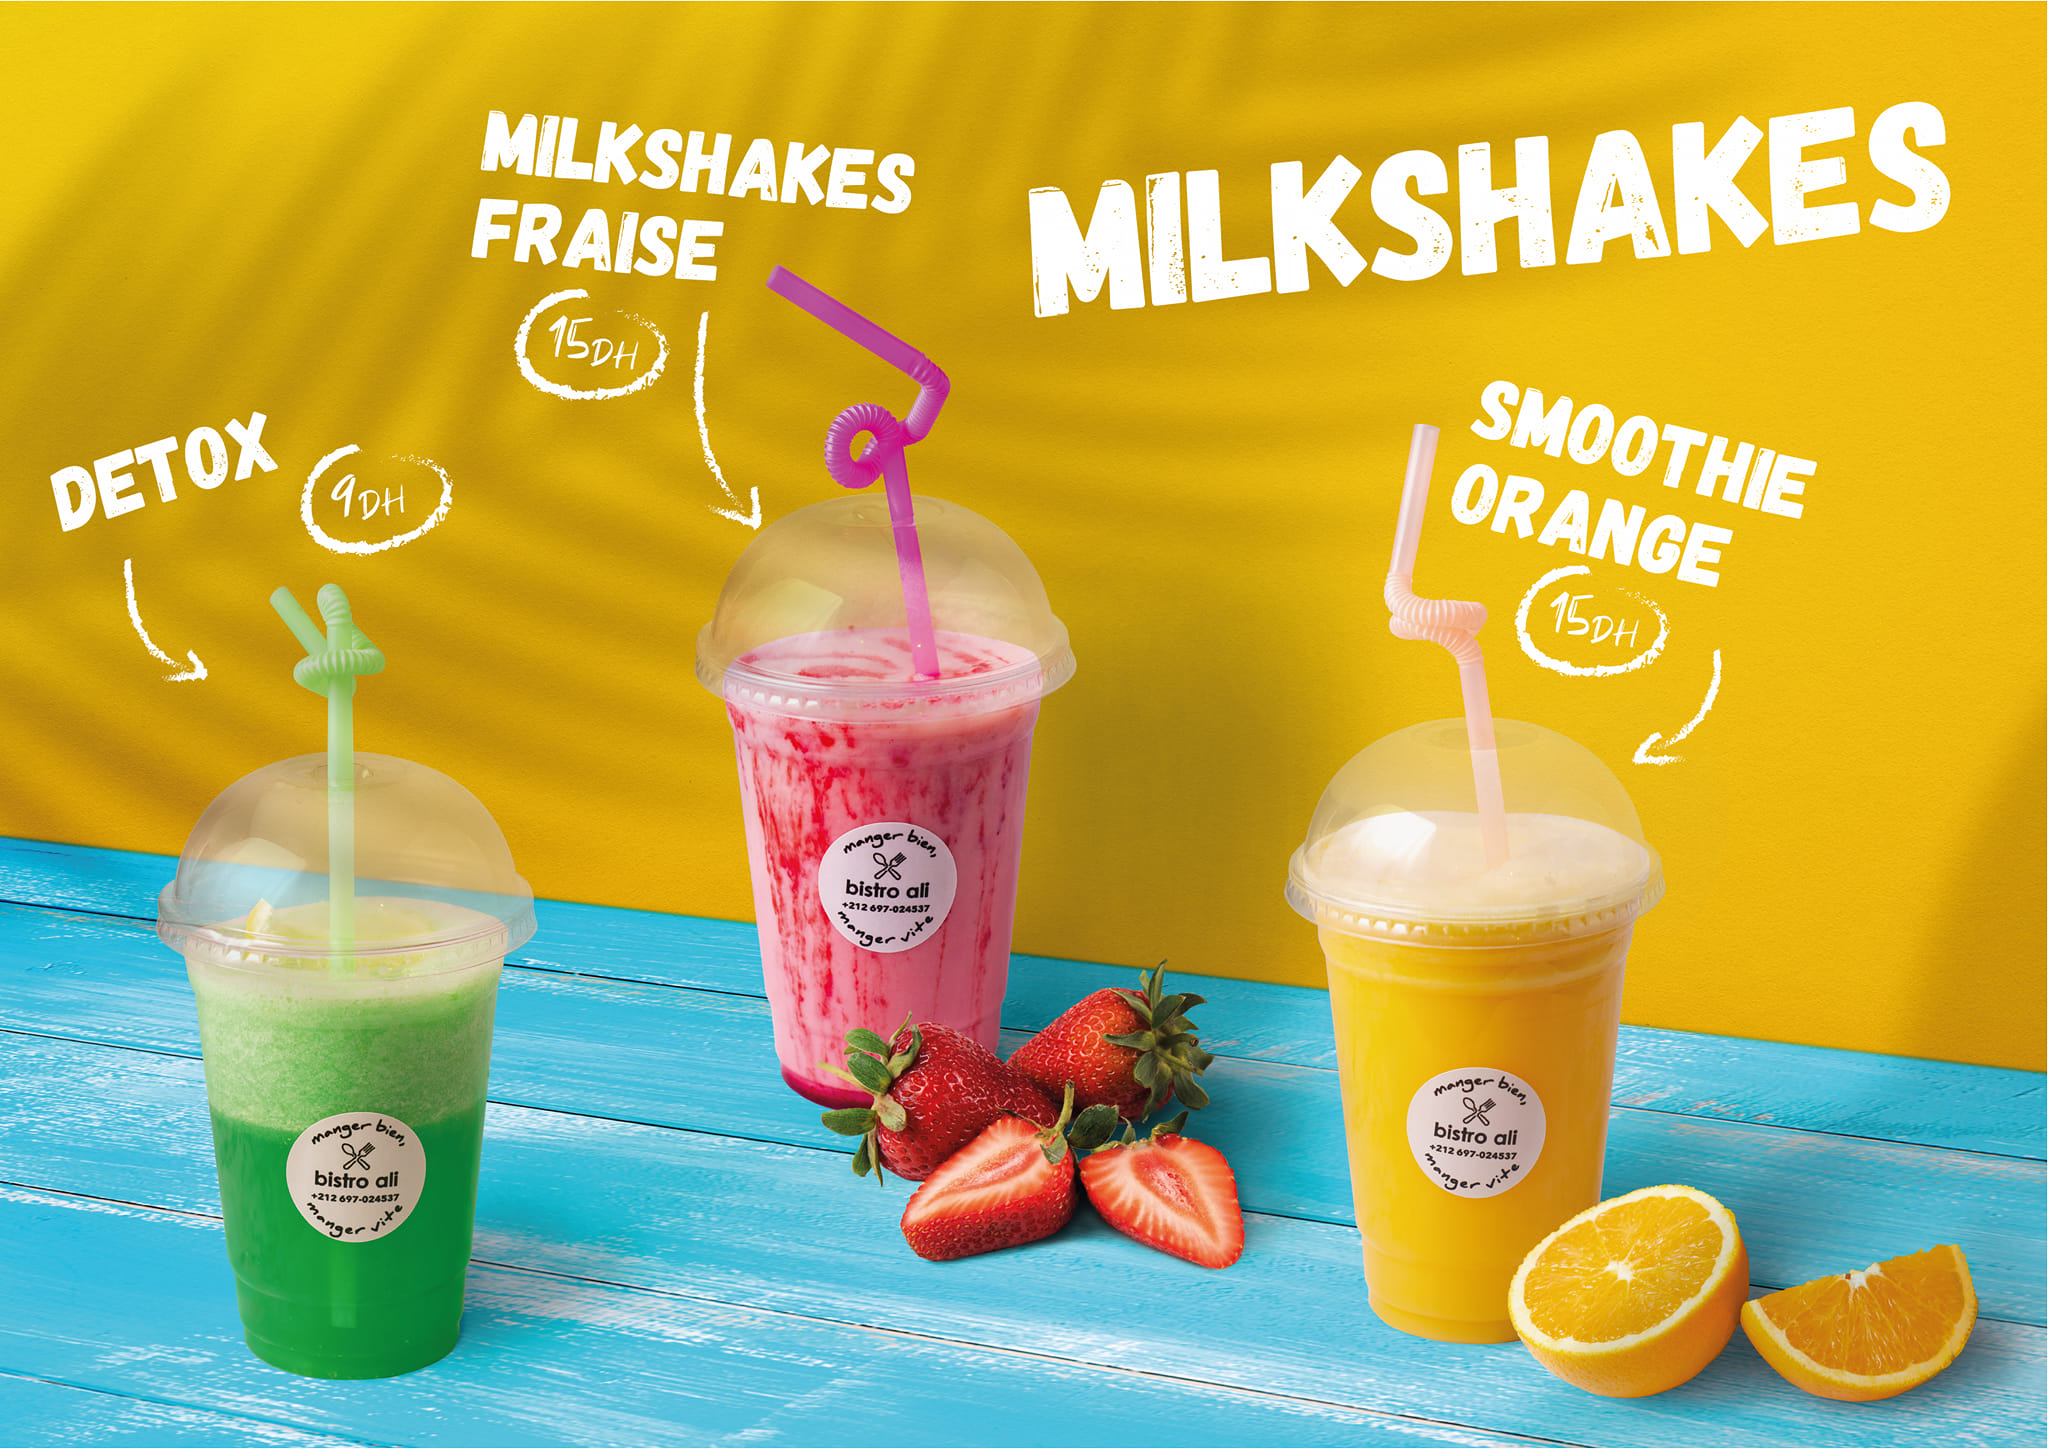 MILKSHAKES
MILKSHAKES
FRAISE
15DH
DETOX
9DH
SMOOTHIE
ORANGE
15DH
manger bien,
bistro ali
+212 697-024537
manger vite
manger bien,
bistro ali
+212 697-024537
manger vite
manger bien,
bistro ali
+212 697-024537
manger vite